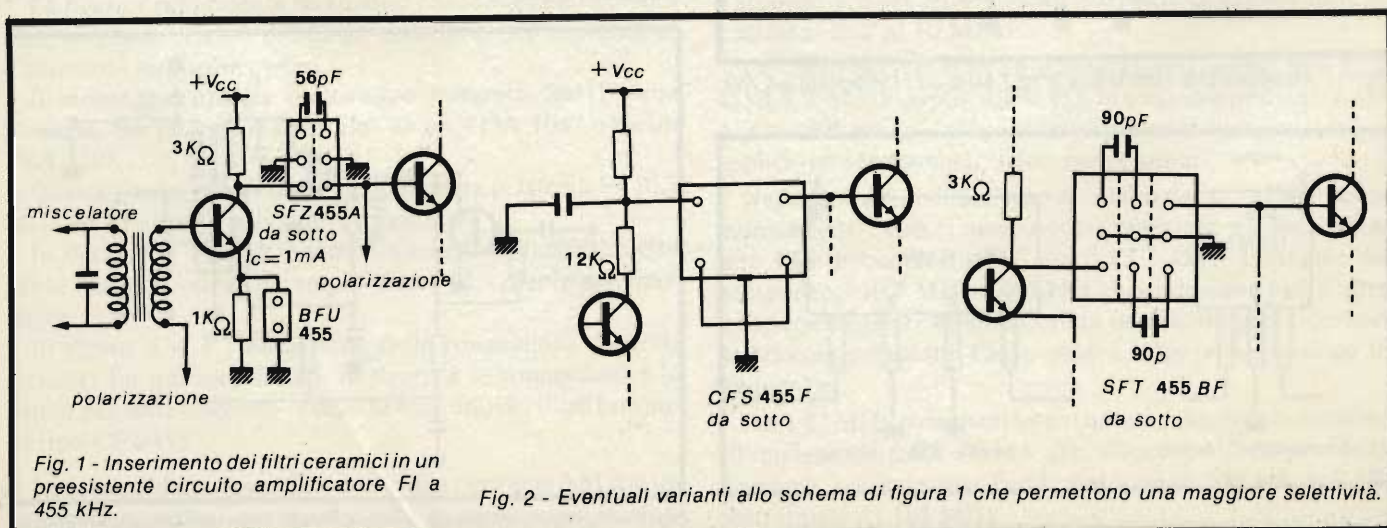 +Vcc
56pF
3KΩ
miscelatore
SFZ 455A
da sotto
Ic=1mA
polarizzazione
1KΩ
BFU
455
polarizzazione
Fig. 1 - Inserimento dei filtri ceramici in un
preesistente circuito amplificatore FI a
455 kHz.
+ Vcc
12KΩ
CFS 455 F
da sotto
3KΩ
90pF
90p
SFT 455 BF
da sotto
Fig. 2 - Eventuali varianti allo schema di figura 1 che permettono una maggiore selettività.